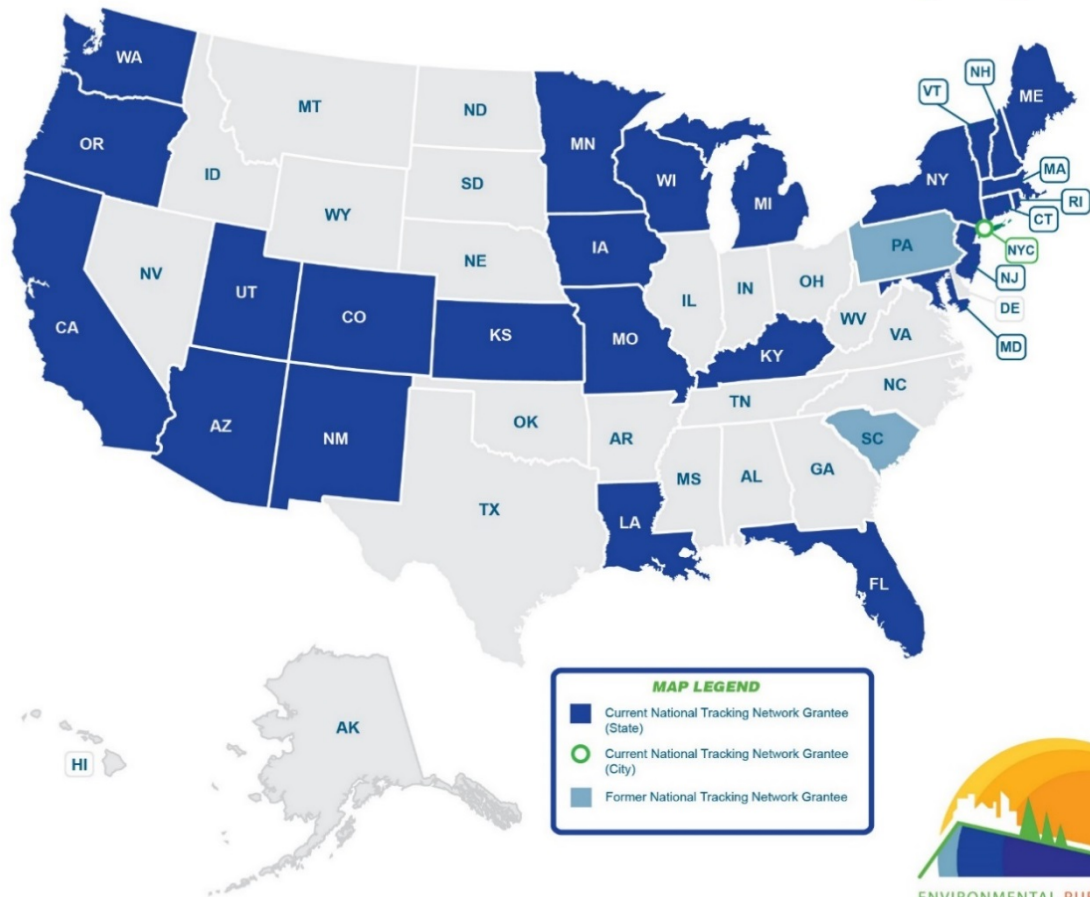 WA
MT
ND
MN
VT
NH
ME
OR
ID
SD
WI
MI
NY
MA
RI
CT
WY
IA
PA
NYC
NE
NJ
NV
UT
CO
IL
IN
OH
DE
CA
KS
MO
WV
VA
MD
KY
AZ
NM
OK
TN
NC
AR
SC
TX
MS
AL
GA
LA
FL
AK
HI
MAP LEGEND
Current National Tracking Network Grantee
(State)
Current National Tracking Network Grantee
(City)
Former National Tracking Network Grantee
ENVIRONMENTAL